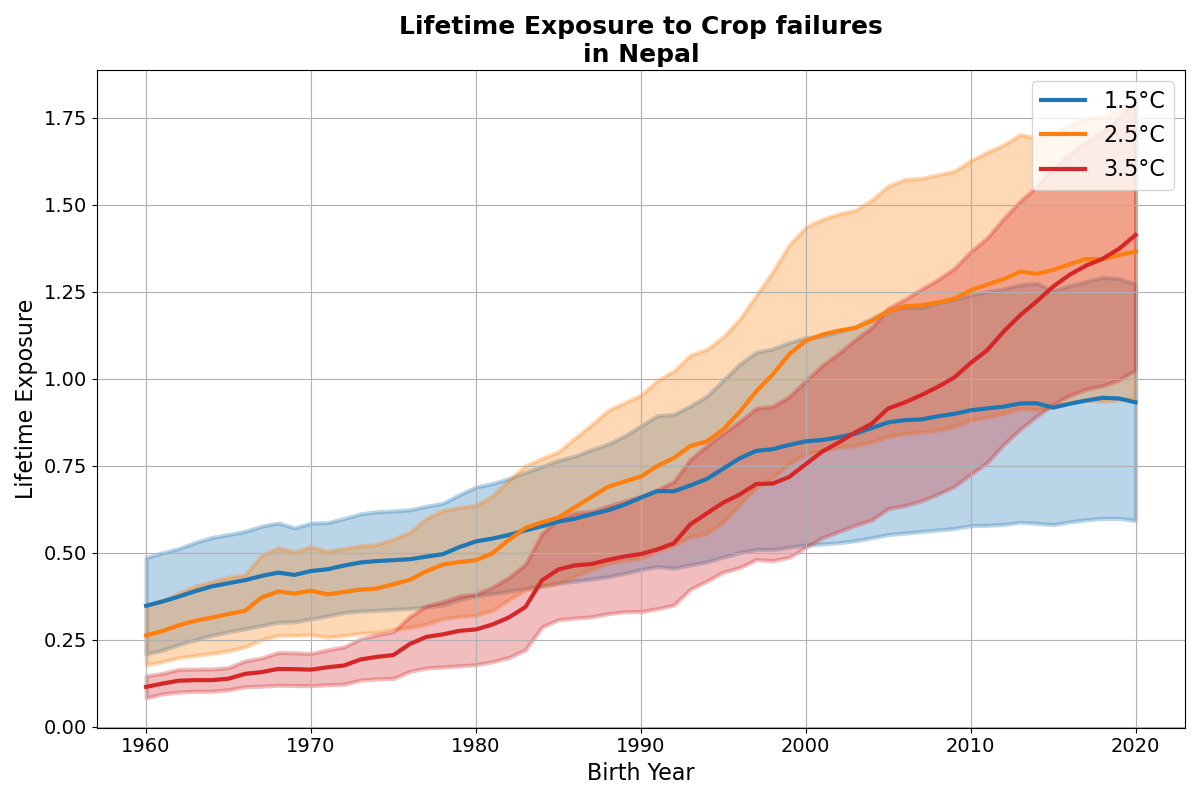 Lifetime Exposure to Crop failures
in Nepal
1.5°C
2.5°C
3.5°C
Lifetime Exposure
1.75
1.50
1.25
1.00
0.75
0.50
0.25
0.00
1960 1970 1980 1990 2000 2010 2020
Birth Year